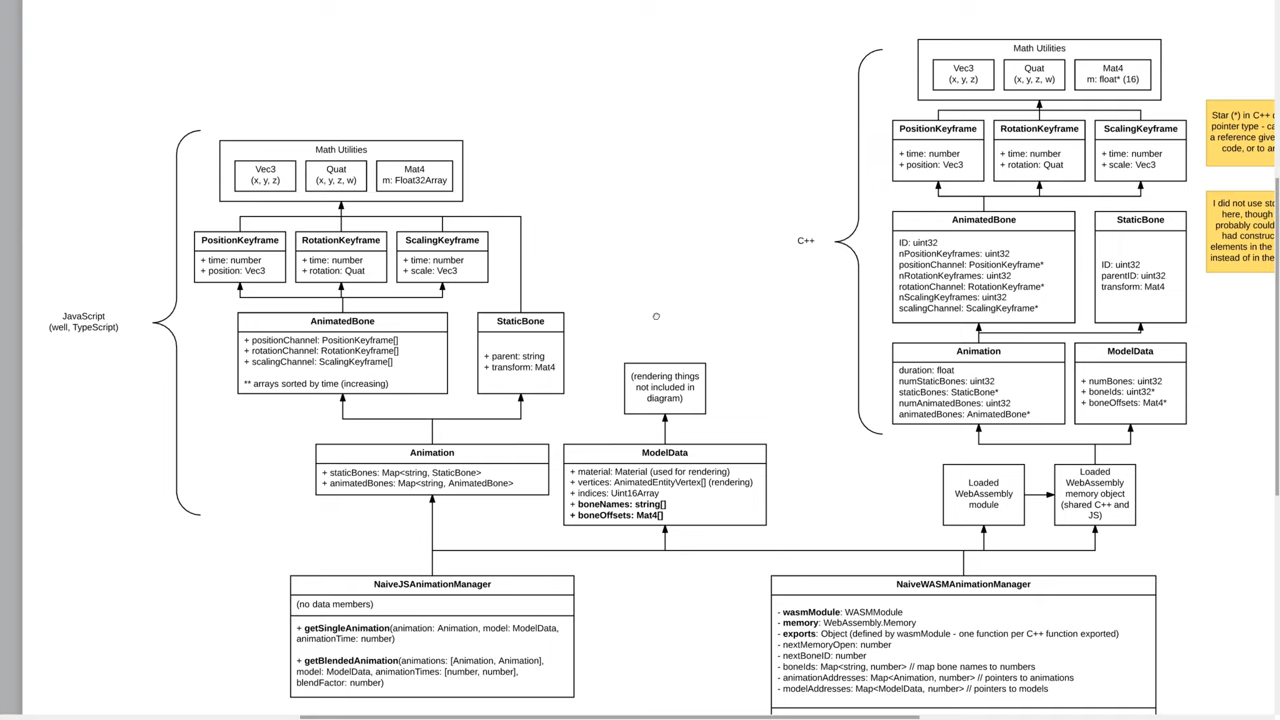 Math Utilities
Vec3
(x, y, z)
Quat
(x, y, z, w)
Mat4
m: float* (16)
PositionKeyframe
+ time: number
+ position: Vec3
RotationKeyframe
+ time: number
+ rotation: Quat
ScalingKeyframe
+ time: number
+ scale: Vec3
Star (*) in C++
pointer type -
a reference give
code, or to
I did not use
here, though
probably could
had
elements in the
instead of in the
C++
AnimatedBone
ID: uint32
nPositionKeyframes: uint32
positionChannel: PositionKeyframe*
nRotationKeyframes: uint32
rotationChannel: RotationKeyframe*
nScalingKeyframes: uint32
scalingChannel: ScalingKeyframe*
StaticBone
ID: uint32
parentID: uint32
transform: Mat4
Animation
duration: float
numStaticBones: uint32
staticBones: StaticBone*
numAnimatedBones: uint32
animatedBones: AnimatedBone*
ModelData
+ numBones: uint32
+ boneIds: uint32*
+ boneOffsets: Mat4*
Loaded
WebAssembly
module
Loaded
WebAssembly
memory object
(shared C++ and
JS)
JavaScript
(well, TypeScript)
Math Utilities
Vec3
(x, y, z)
Quat
(x, y, z, w)
Mat4
m: Float32Array
PositionKeyframe
+ time: number
+ position: Vec3
RotationKeyframe
+ time: number
+ rotation: Quat
ScalingKeyframe
+ time: number
+ scale: Vec3
AnimatedBone
+ positionChannel: PositionKeyframe[]
+ rotationChannel: RotationKeyframe[]
+ scalingChannel: ScalingKeyframe[]
** arrays sorted by time (increasing)
StaticBone
+ parent: string
+ transform: Mat4
(rendering things
not included in
diagram)
Animation
+ staticBones: Map<string, StaticBone>
+ animatedBones: Map<string, AnimatedBone>
ModelData
+ material: Material (used for rendering)
+ vertices: AnimatedEntityVertex[] (rendering)
+ indices: Uint16Array
+ boneNames: string[]
+ boneOffsets: Mat4[]
NaiveJSAnimationManager
(no data members)
+ getSingleAnimation(animation: Animation, model: ModelData,
animationTime: number)
+ getBlendedAnimation(animations: [Animation, Animation],
model: ModelData, animationTimes: [number, number],
blendFactor: number)
NaiveWASMAnimationManager
- wasmModule: WASMModule
- memory: WebAssembly.Memory
- exports: Object (defined by wasmModule - one function per C++ function exported)
- nextMemoryOpen: number
- nextBoneID: number
- boneIds: Map<string, number> // map bone names to numbers
- animationAddresses: Map<Animation, number> // pointers to animations
- modelAddresses: Map<ModelData, number> // pointers to models